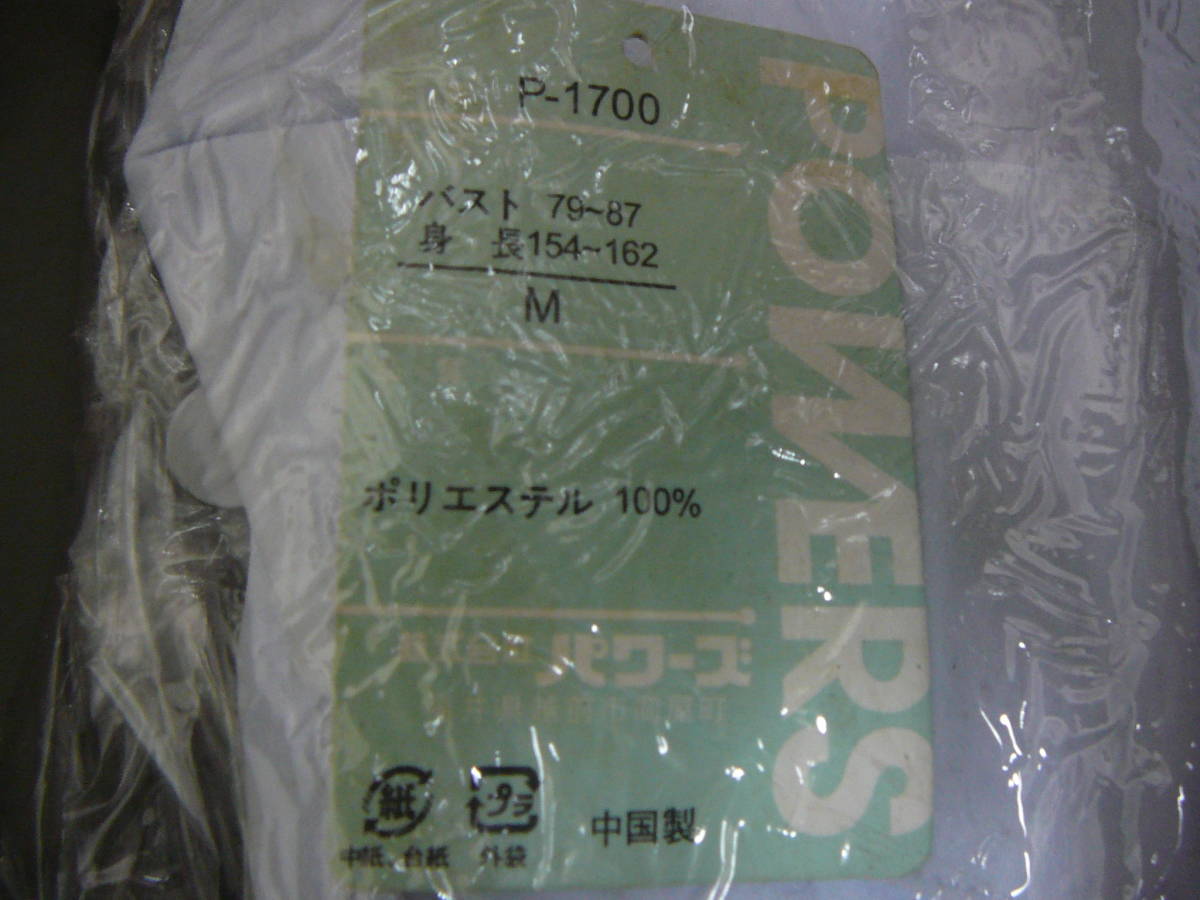 P-1700
バスト 79~87
身 長154~162
M
ポリエステル 100%
パワーズ
紙
プラ
中国製
中紙、台紙
外袋
POWERS